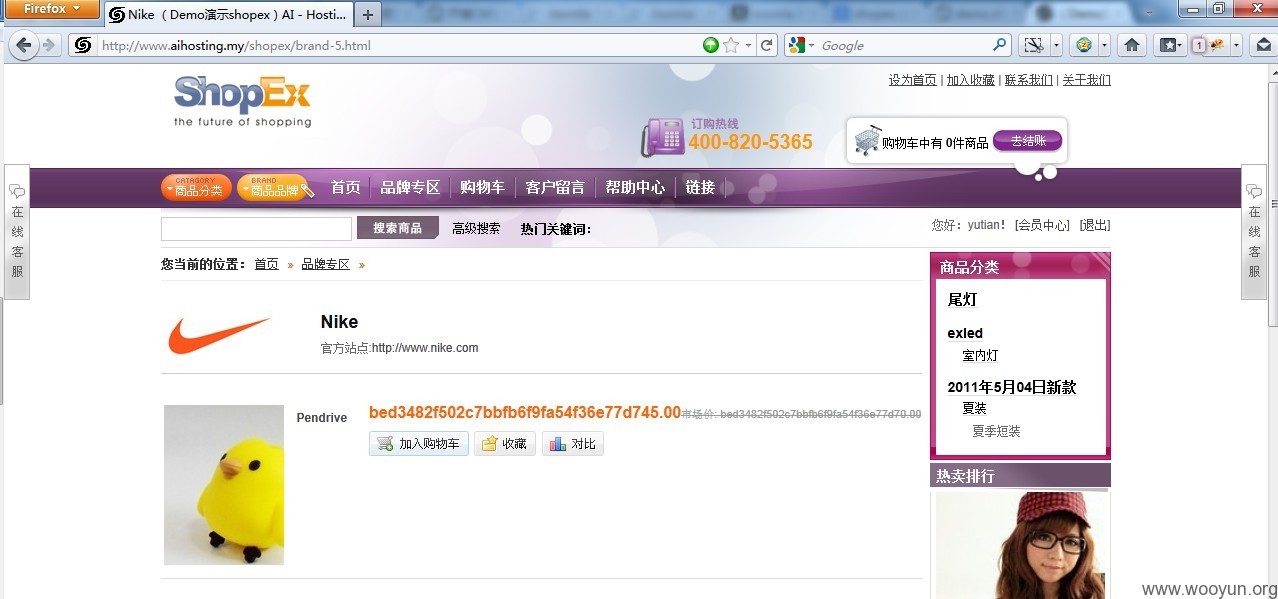 Firefox
Nike （Demo演示shopex）AI - Hosti...
http://www.aihosting.my/shopex/brand-5.html
Google
1
ShopEx
the future of shopping
设为首页 | 加入收藏 | 联系我们 | 关于我们
订购热线
400-820-5365
购物车中有 0件商品 去结账
CATAGORY
商品分类
BRAND
商品品牌
首页 品牌专区 购物车 客户留言 帮助中心 链接
搜索商品 高级搜索 热门关键词：
您好：yutian! [会员中心] [退出]
在线客服
在线客服
您当前的位置： 首页 » 品牌专区 »
Nike
官方站点:http://www.nike.com
Pendrive
bed3482f502c7bbfb6f9fa54f36e77d745.00市场价: bed3482f502c7bbfb6f9fa54f36e77d70.00
加入购物车 收藏 对比
商品分类
尾灯
exled
室内灯
2011年5月04日新款
夏装
夏季短装
热卖排行
www.wooyun.org